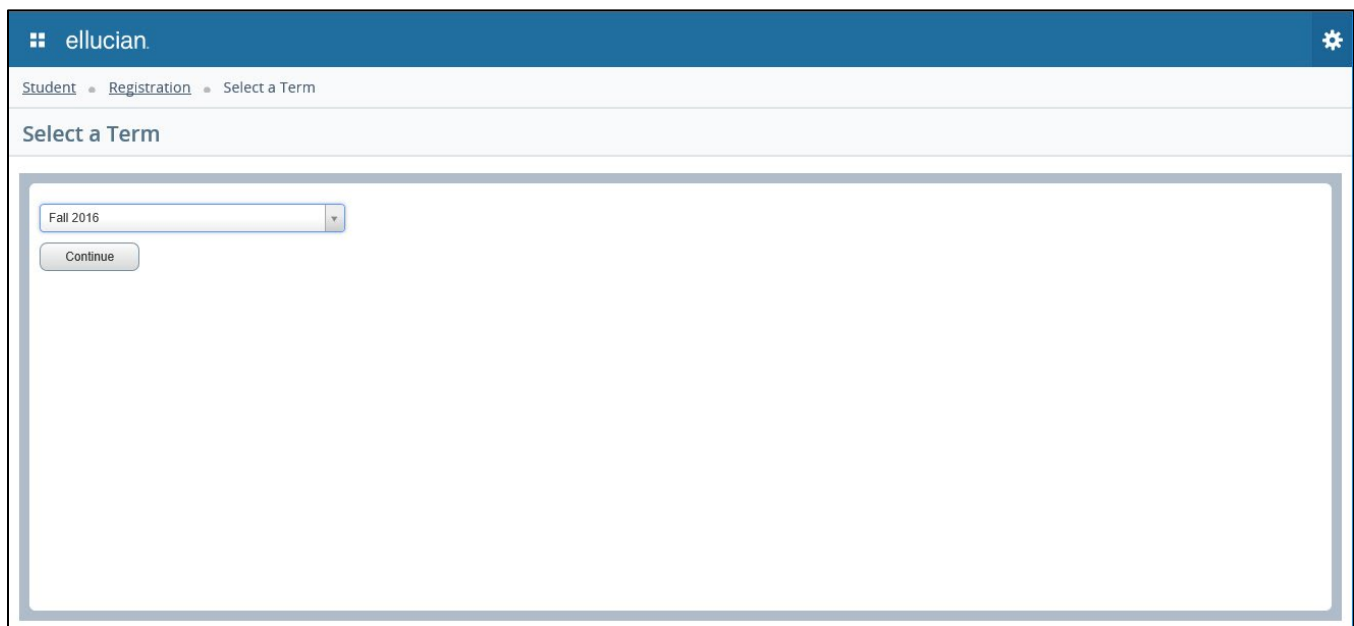 ellucian.
Student • Registration • Select a Term
Select a Term
Fall 2016
Continue